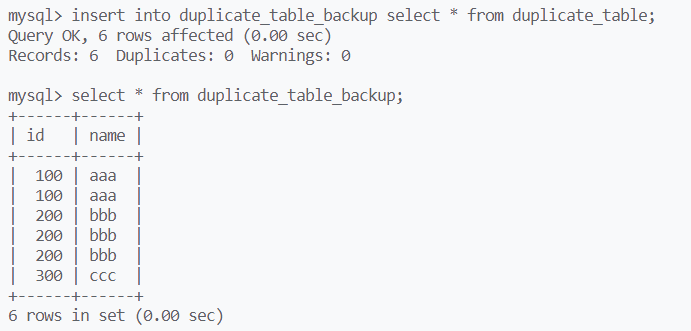 mysql> insert into duplicate_table_backup select * from duplicate_table;
Query OK, 6 rows affected (0.00 sec)
Records: 6  Duplicates: 0  Warnings: 0

mysql> select * from duplicate_table_backup;
+------+------+
| id   | name |
+------+------+
|  100 | aaa  |
|  100 | aaa  |
|  200 | bbb  |
|  200 | bbb  |
|  200 | bbb  |
|  300 | ccc  |
+------+------+
6 rows in set (0.00 sec)